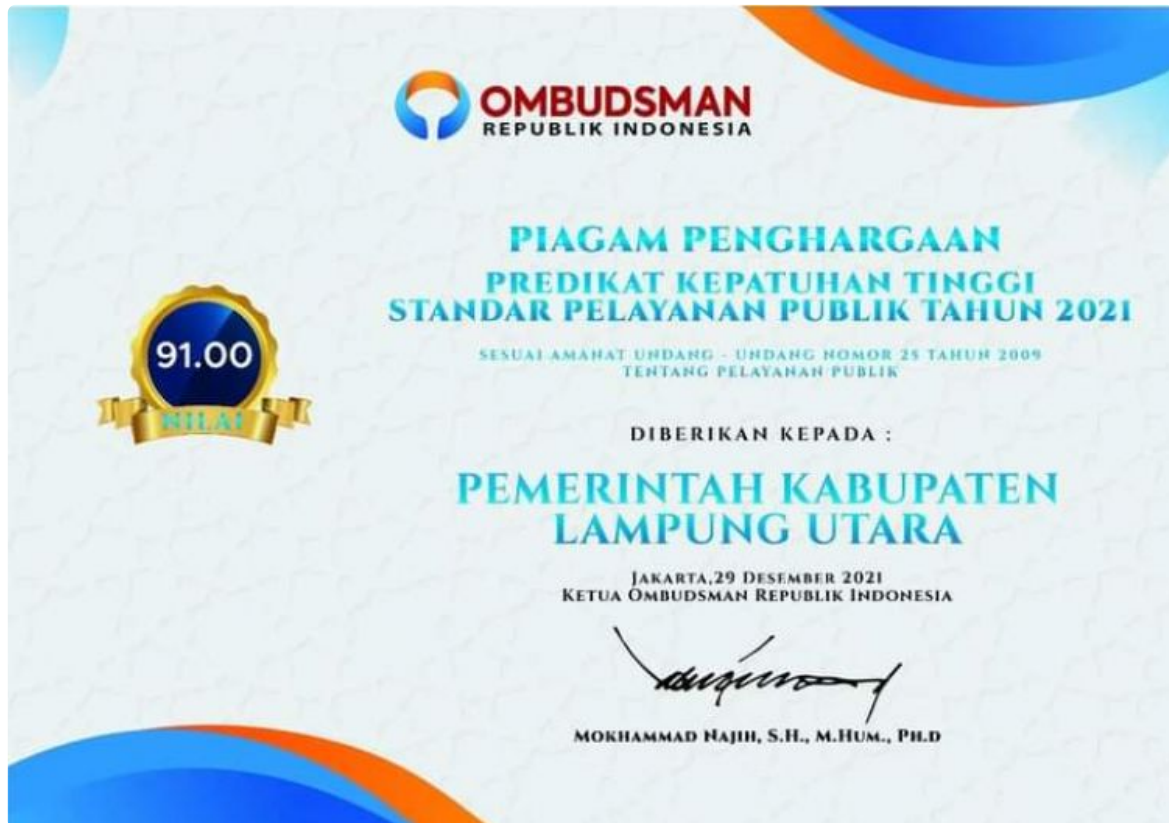 OMBUDSMAN
REPUBLIK INDONESIA
PIAGAM PENGHARGAAN
PREDIKAT KEPATUHAN TINGGI
STANDAR PELAYANAN PUBLIK TAHUN 2021
SESUAI AMANAT UNDANG - UNDANG NOMOR 25 TAHUN 2009
TENTANG PELAYANAN PUBLIK
91.00
NILAI
DIBERIKAN KEPADA :
PEMERINTAH KABUPATEN
LAMPUNG UTARA
JAKARTA,29 DESEMBER 2021
KETUA OMBUDSMAN REPUBLIK INDONESIA
MOKHAMMAD NAJIH, S.H., M.HUM., PH.D